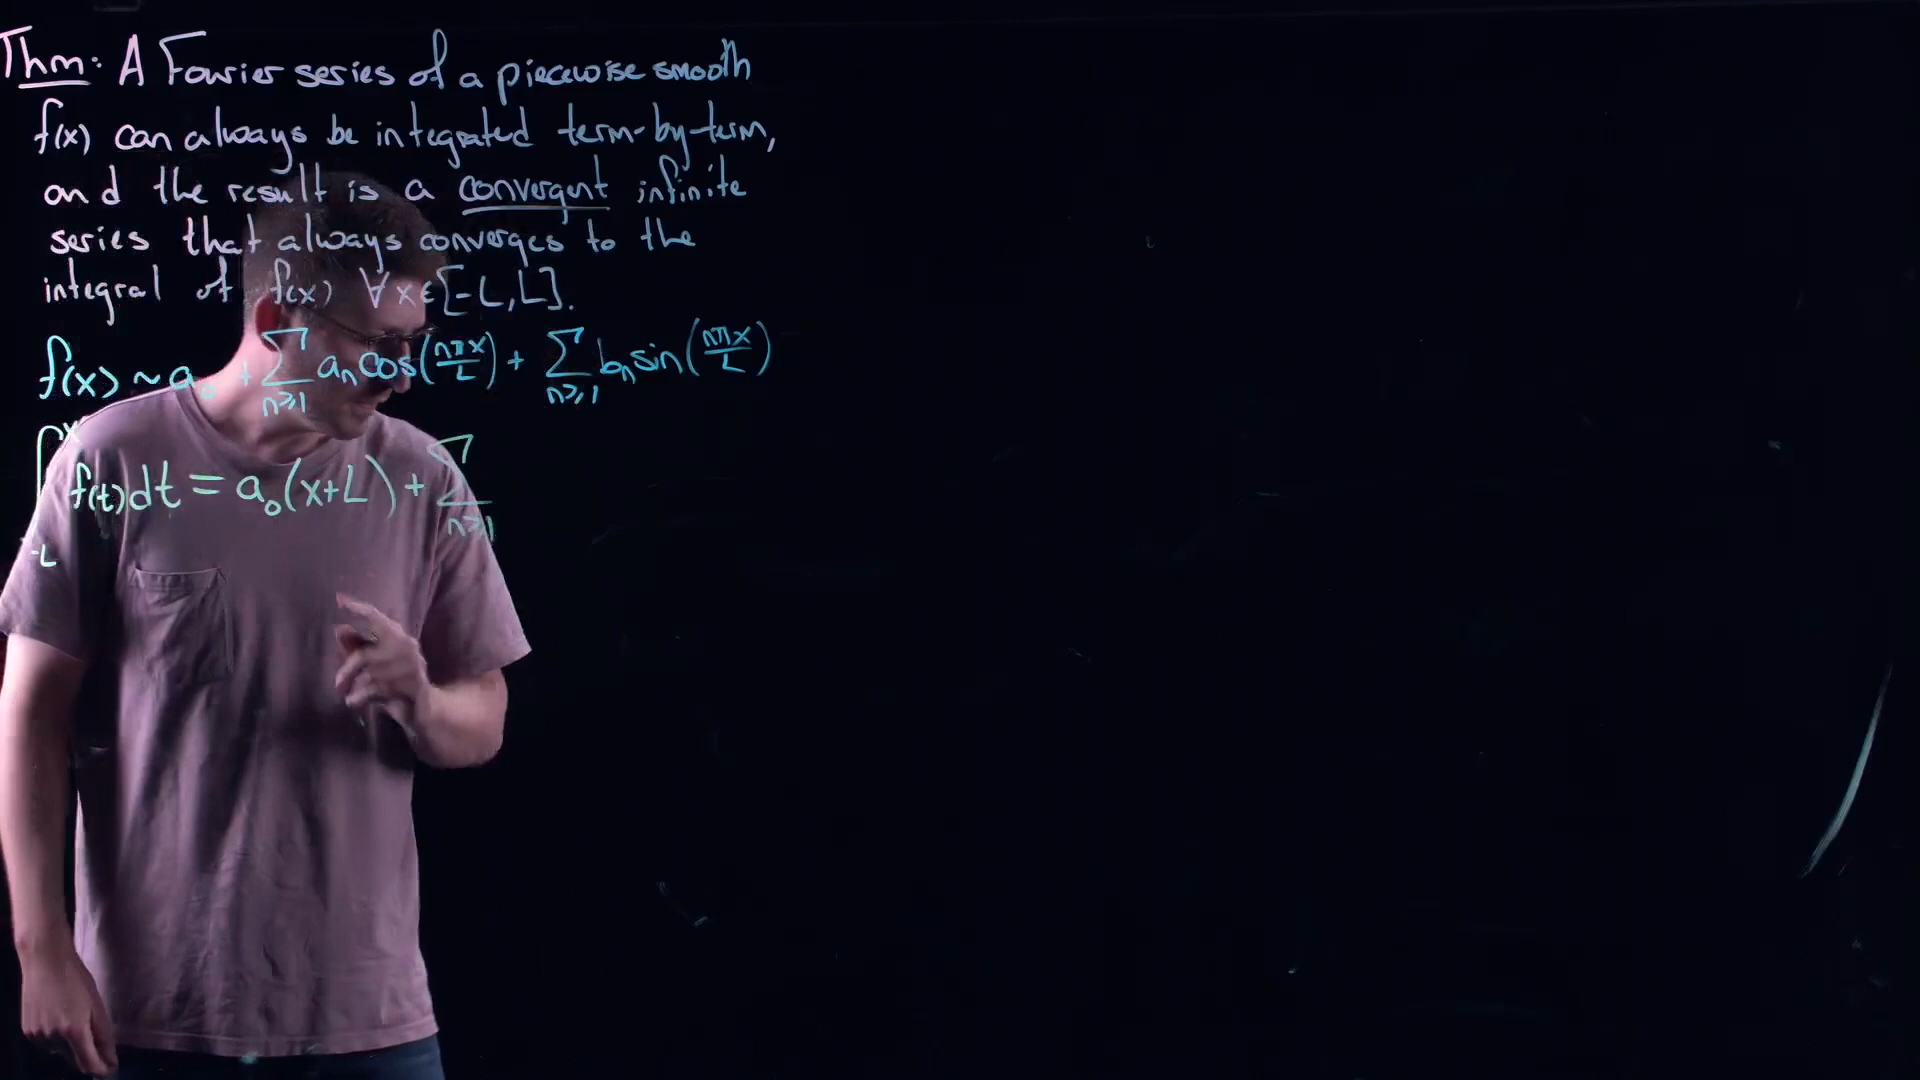 Thm: A Fourier series of a piecewise smooth
f(x) can always be integrated term-by-term,
and the result is a convergent infinite
series that always converges to the
integral of f(x) ∀x∈[-L,L].
f(x) ~ a₀ + ∑_{n≥1} aₙcos(nπx/L) + ∑_{n≥1} bₙsin(nπx/L)
∫_{-L}^{x} f(t)dt = a₀(x+L) + ∑_{n≥1}